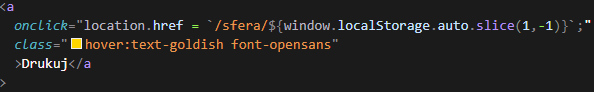 <a
onclick="location.href = `/sfera/${window.localStorage.auto.slice(1,-1)}`;"
class="hover:text-goldish font-opensans"
>Drukuj</a
>